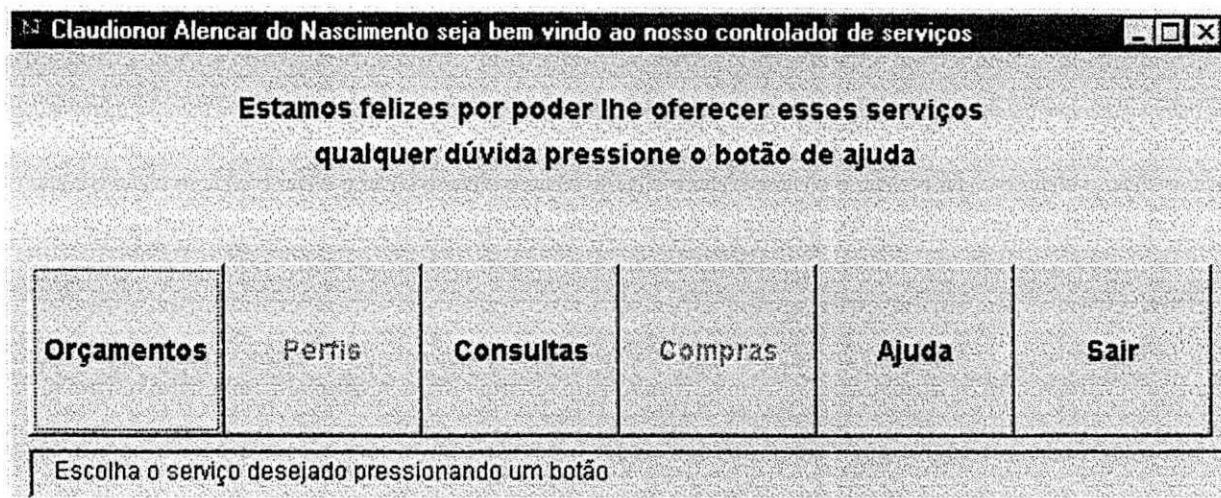 Claudionor Alencar do Nascimento seja bem vindo ao nosso controlador de serviços
Estamos felizes por poder lhe oferecer esses serviços
qualquer dúvida pressione o botão de ajuda
Orçamentos Perfis Consultas Compras Ajuda Sair
Escolha o serviço desejado pressionando um botão